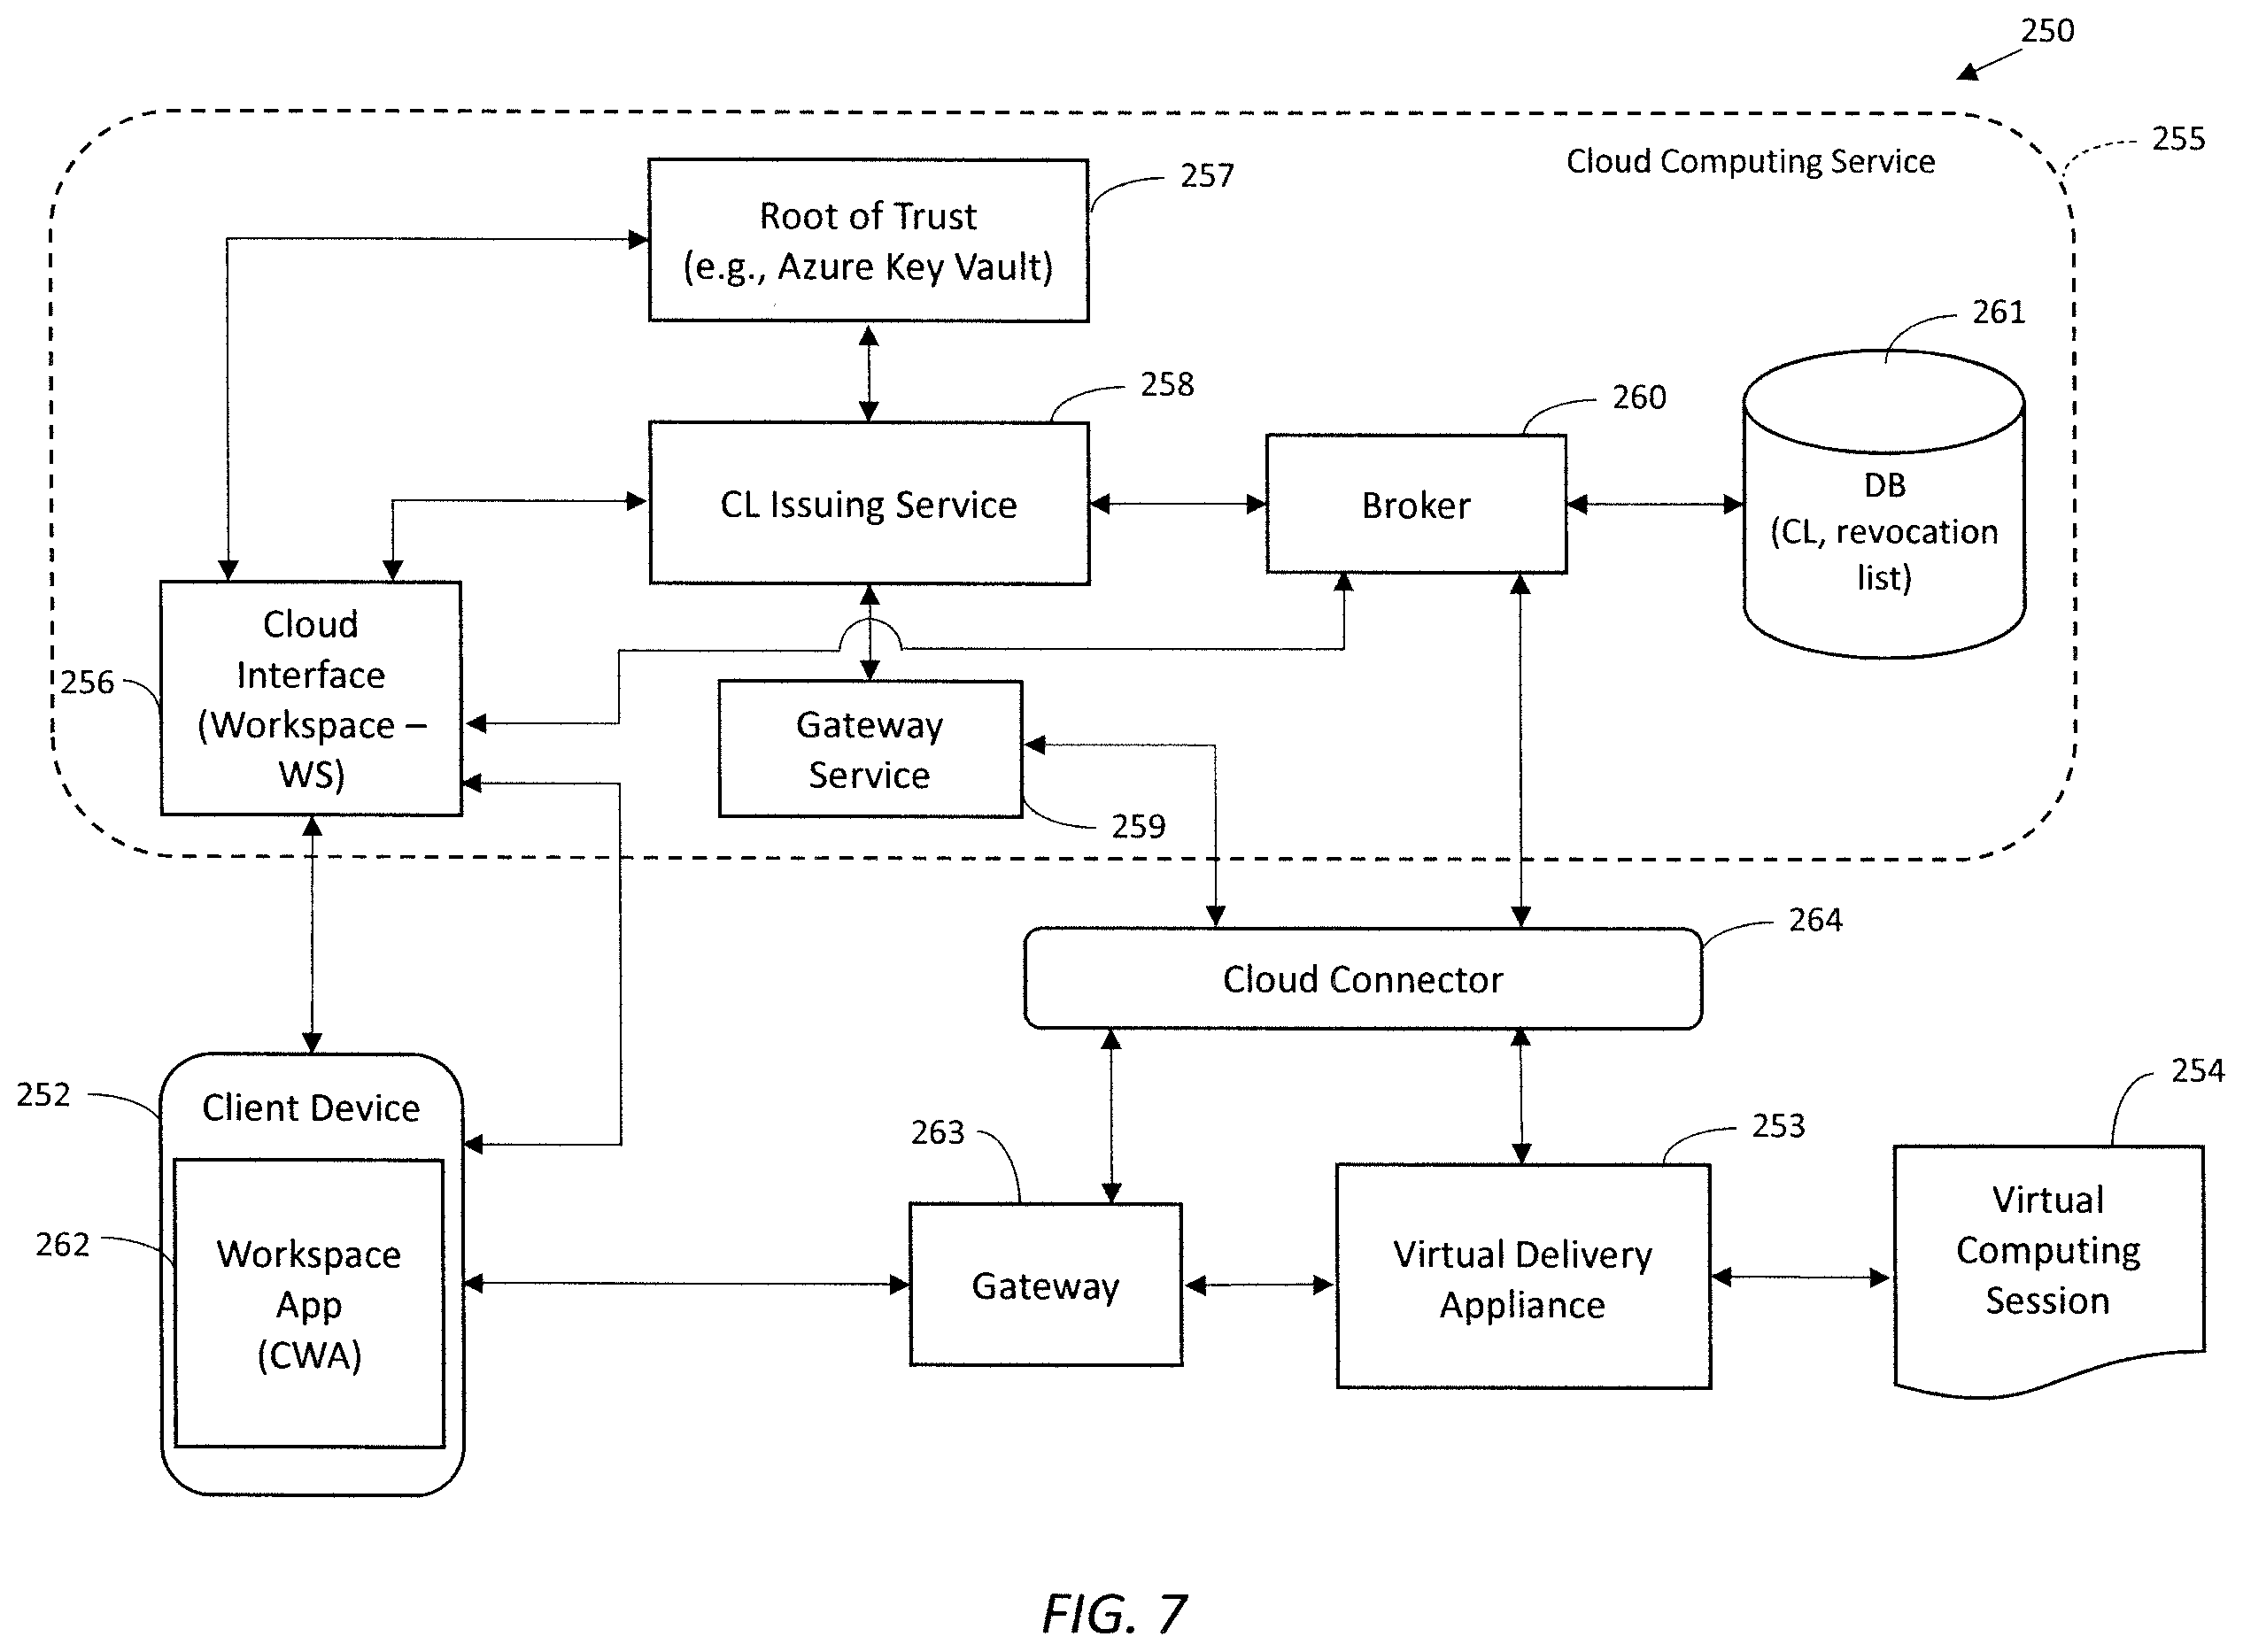 250
255
Cloud Computing Service
257
Root of Trust
(e.g., Azure Key Vault)
261
258
260
CL Issuing Service
Broker
DB
(CL, revocation
list)
256
Cloud
Interface
(Workspace –
WS)
Gateway
Service
259
264
Cloud Connector
252
Client Device
263
253
254
262
Workspace
App
(CWA)
Gateway
Virtual Delivery
Appliance
Virtual
Computing
Session
FIG. 7